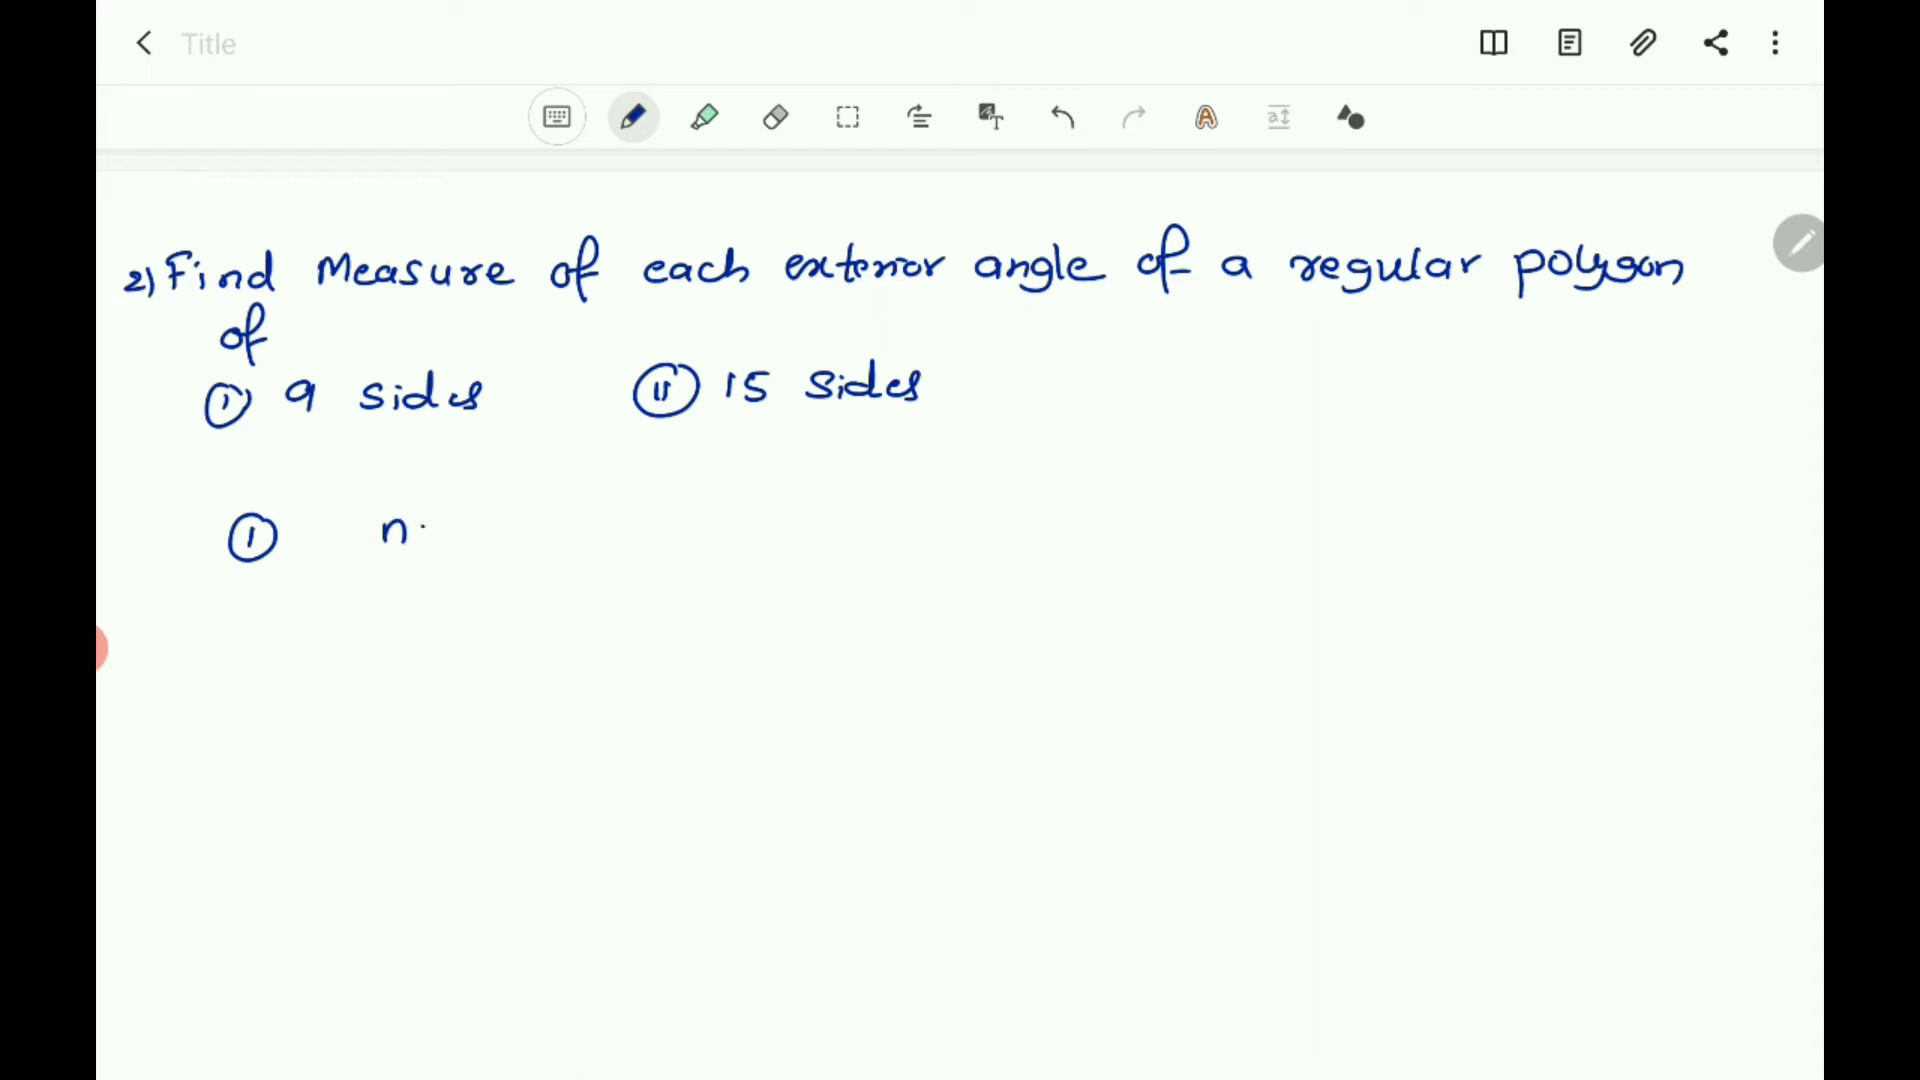 Title
2) Find Measure of each exterior angle of a regular polygon
of
(i) 9 sides (ii) 15 sides
(i) n